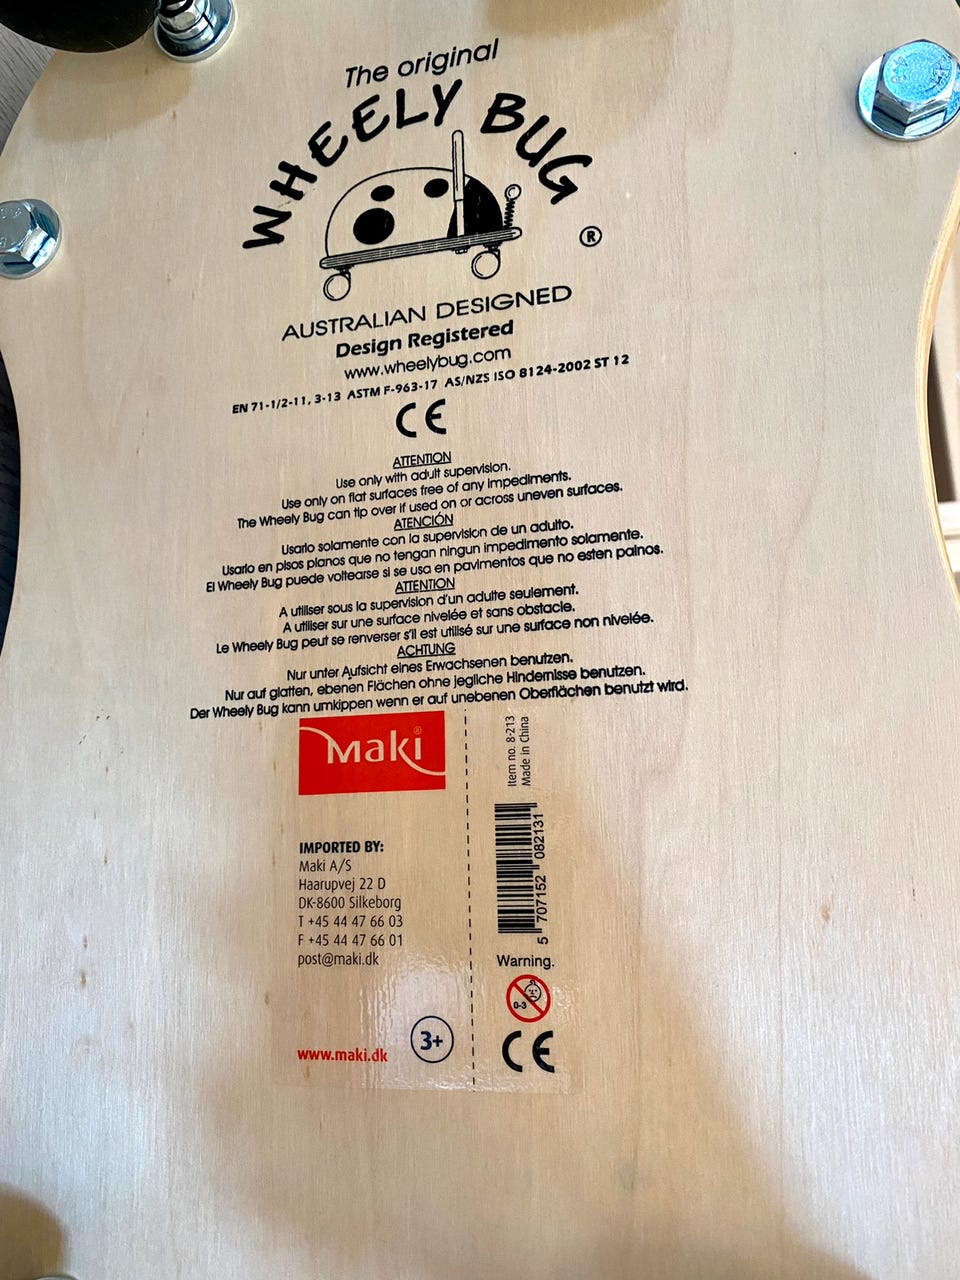 The original
WHEELY BUG
®
AUSTRALIAN DESIGNED
Design Registered
www.wheelybug.com
EN 71-1/2-11, 3-13 ASTM F-963-17 AS/NZS ISO 8124-2002 ST 12
CE
ATTENTION
Use only with adult supervision.
Use only on flat surfaces free of any impediments.
The Wheely Bug can tip over if used on or across uneven surfaces.
ATENCIÓN
Usarlo solamente con la supervision de un adulto.
Usarlo en pisos planos que no tengan ningun impedimento solamente.
El Wheely Bug puede voltearse si se usa en pavimentos que no esten palnos.
ATTENTION
A utiliser sous la supervision d'un adulte seulement.
A utiliser sur une surface nivelée et sans obstacle.
Le Wheely Bug peut se renverser s'il est utilisé sur une surface non nivelée.
ACHTUNG
Nur unter Aufsicht eines Erwachsenen benutzen.
Nur auf glatten, ebenen Flächen ohne jegliche Hindernisse benutzen.
Der Wheely Bug kann umkippen wenn er auf unebenen Oberflächen benutzt wird.
Maki®
IMPORTED BY:
Maki A/S
Haarupvej 22 D
DK-8600 Silkeborg
T +45 44 47 66 03
F +45 44 47 66 01
post@maki.dk
www.maki.dk
3+
Item no. 8-213
Made in China
5 707152 082131
Warning.
0-3
CE